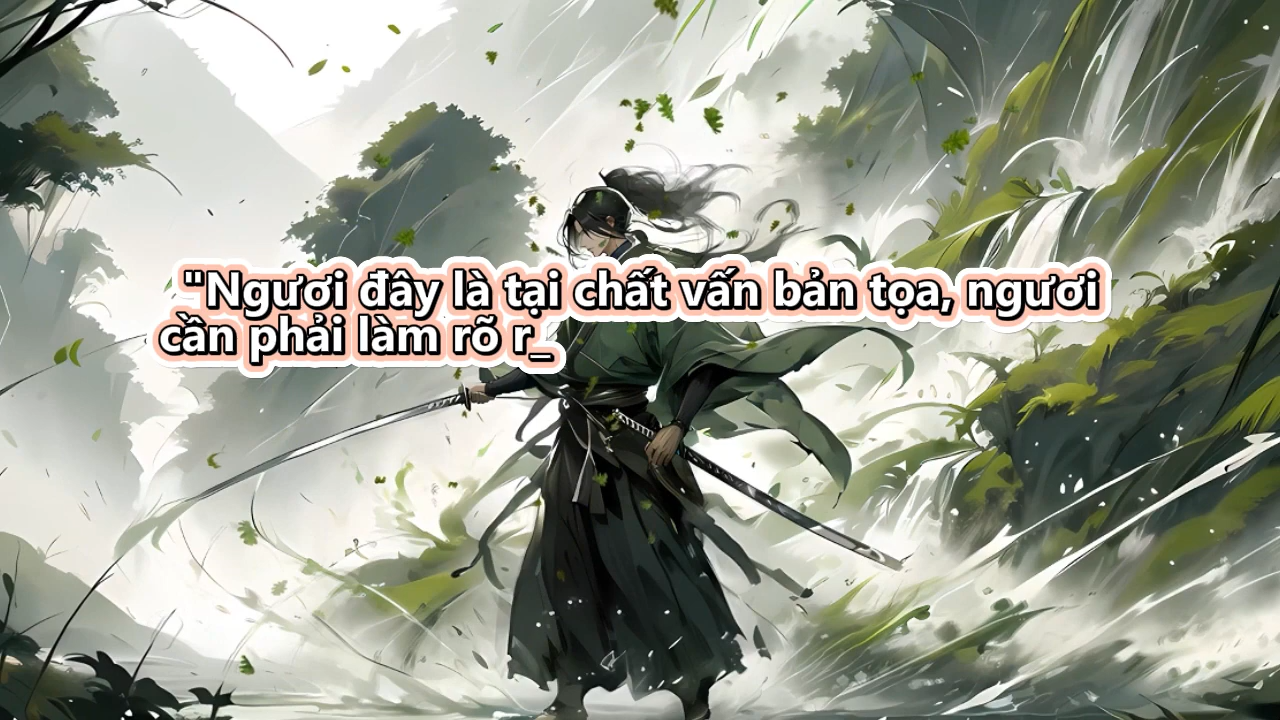 "Ngươi đây là tại chất vấn bản tọa, ngươi
cần phải làm rõ r_